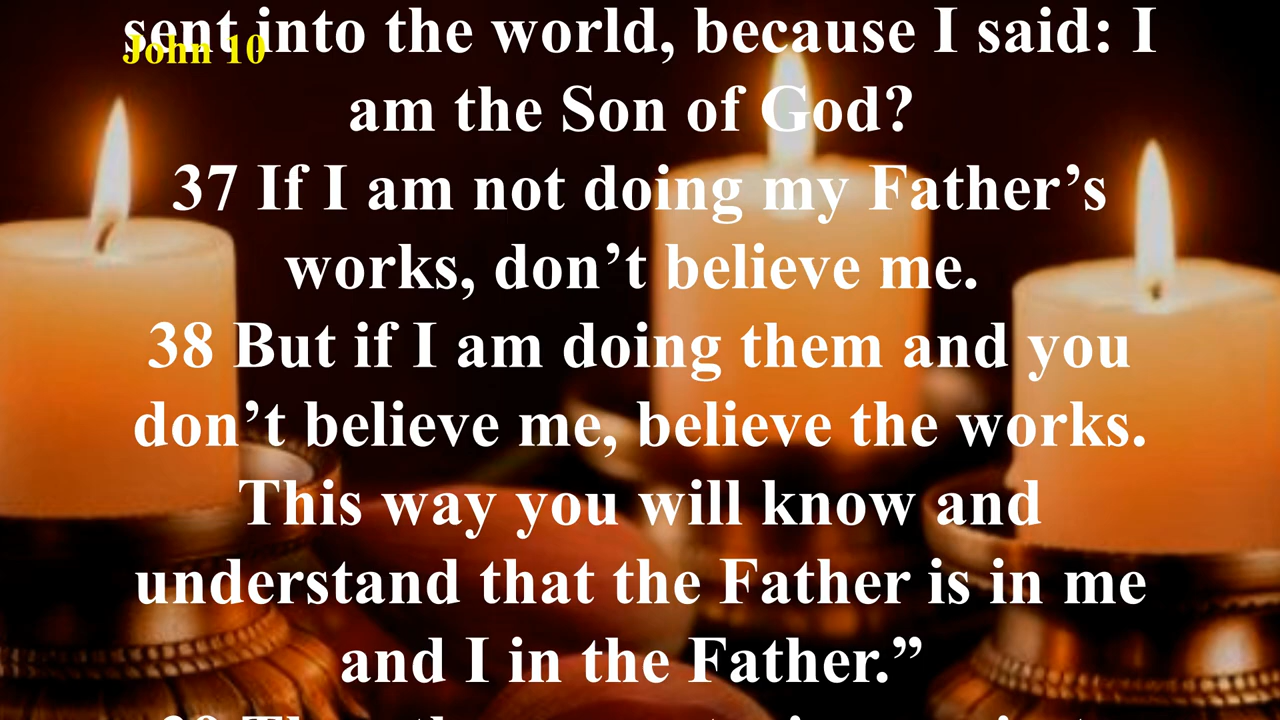 sent into the world, because I said: I
John 10
am the Son of God?
37 If I am not doing my Father’s
works, don’t believe me.
38 But if I am doing them and you
don’t believe me, believe the works.
This way you will know and
understand that the Father is in me
and I in the Father.”